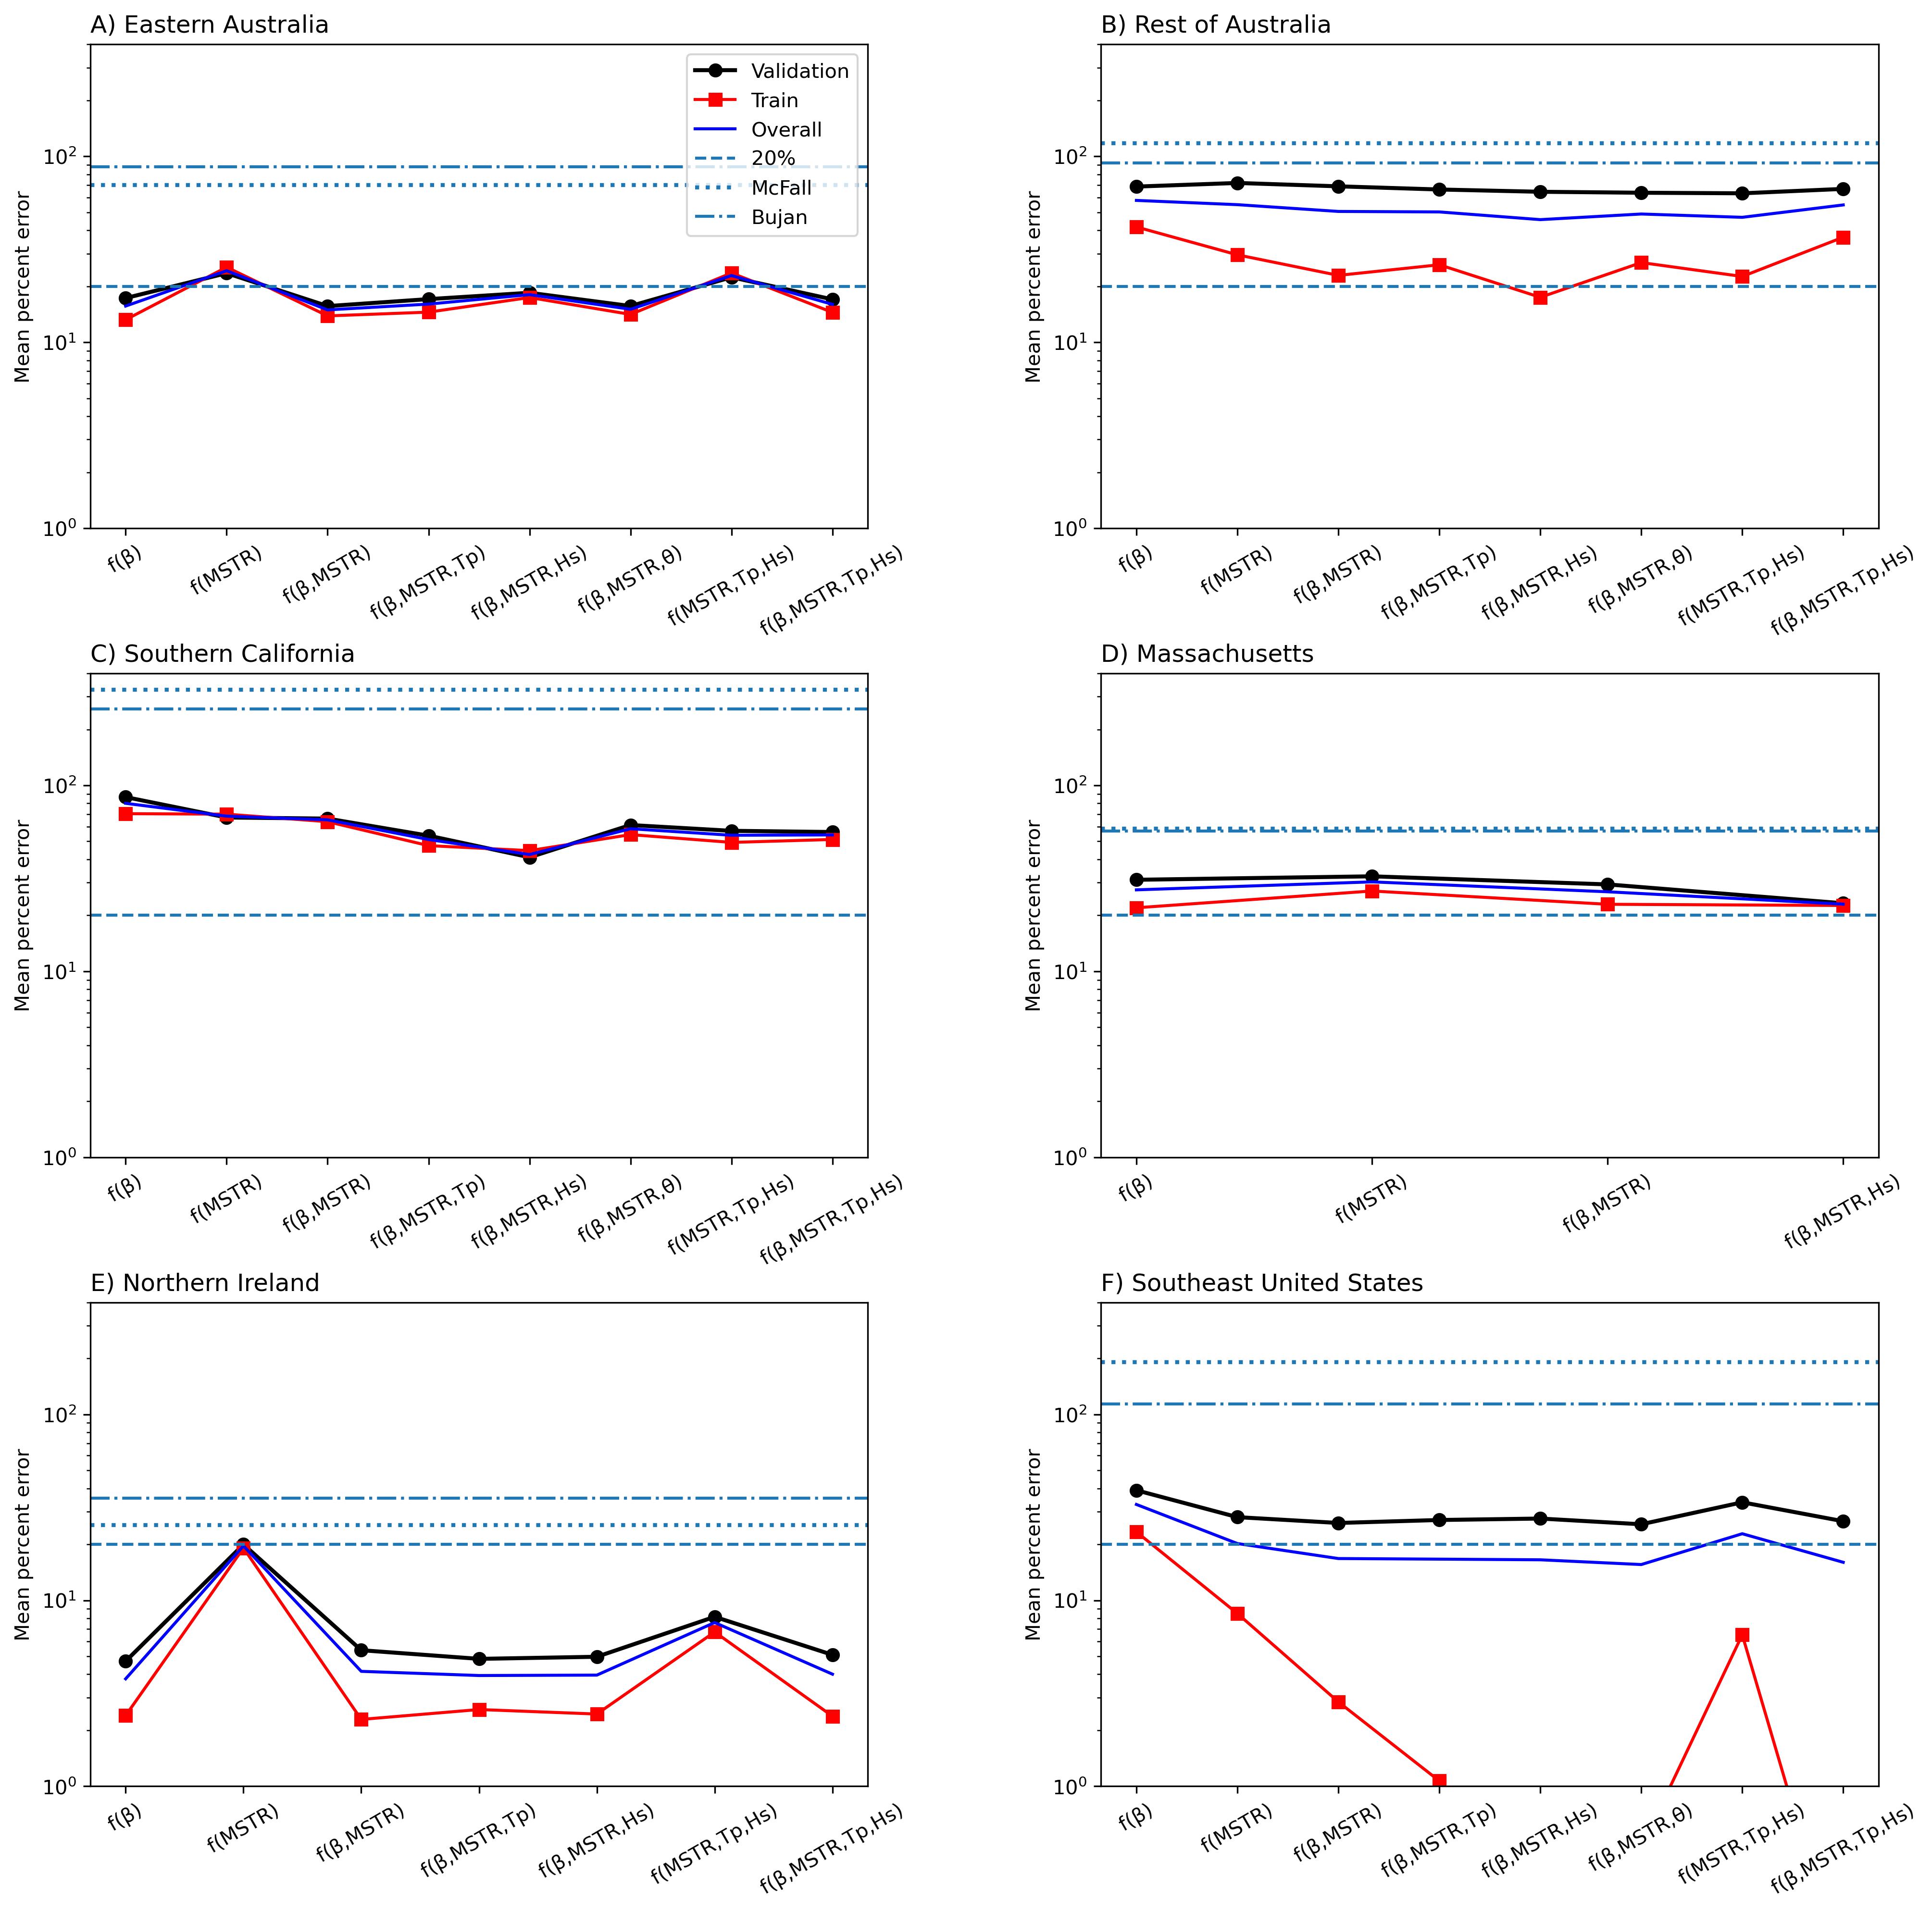 A) Eastern Australia
Mean percent error
10²
10¹
10⁰
Validation
Train
Overall
20%
McFall
Bujan
f(β)
f(MSTR)
f(β,MSTR)
f(β,MSTR,Tp)
f(β,MSTR,Hs)
f(β,MSTR,θ)
f(MSTR,Tp,Hs)
f(β,MSTR,Tp,Hs)
B) Rest of Australia
Mean percent error
10²
10¹
10⁰
f(β)
f(MSTR)
f(β,MSTR)
f(β,MSTR,Tp)
f(β,MSTR,Hs)
f(β,MSTR,θ)
f(MSTR,Tp,Hs)
f(β,MSTR,Tp,Hs)
C) Southern California
Mean percent error
10²
10¹
10⁰
f(β)
f(MSTR)
f(β,MSTR)
f(β,MSTR,Tp)
f(β,MSTR,Hs)
f(β,MSTR,θ)
f(MSTR,Tp,Hs)
f(β,MSTR,Tp,Hs)
D) Massachusetts
Mean percent error
10²
10¹
10⁰
f(β)
f(MSTR)
f(β,MSTR)
f(β,MSTR,Hs)
E) Northern Ireland
Mean percent error
10²
10¹
10⁰
f(β)
f(MSTR)
f(β,MSTR)
f(β,MSTR,Tp)
f(β,MSTR,Hs)
f(MSTR,Tp,Hs)
f(β,MSTR,Tp,Hs)
F) Southeast United States
Mean percent error
10²
10¹
10⁰
f(β)
f(MSTR)
f(β,MSTR)
f(β,MSTR,Tp)
f(β,MSTR,Hs)
f(β,MSTR,θ)
f(MSTR,Tp,Hs)
f(β,MSTR,Tp,Hs)